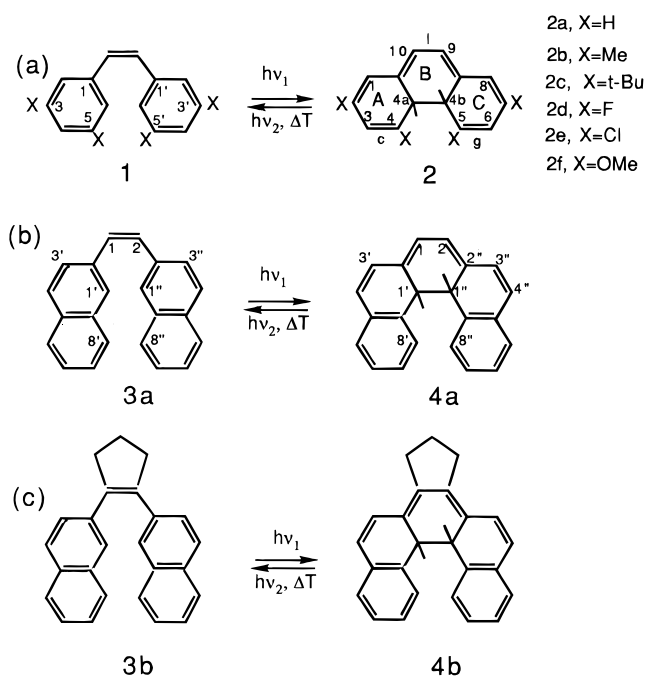 (a)
X X X X
1 1' 3 3' 5 5'
1
hν₁
hν₂, ΔT
X X X X
l
10 9
1 B 8'
A 4a 4b C
3 4 5 6
c g
2
2a, X=H
2b, X=Me
2c, X=t-Bu
2d, X=F
2e, X=Cl
2f, X=OMe
(b)
1 2
3' 3"
1' 1"
8' 8"
3a
hν₁
hν₂, ΔT
1 2
3' 2" 3"
1' 1" 4"
8' 8"
4a
(c)
3b
hν₁
hν₂, ΔT
4b